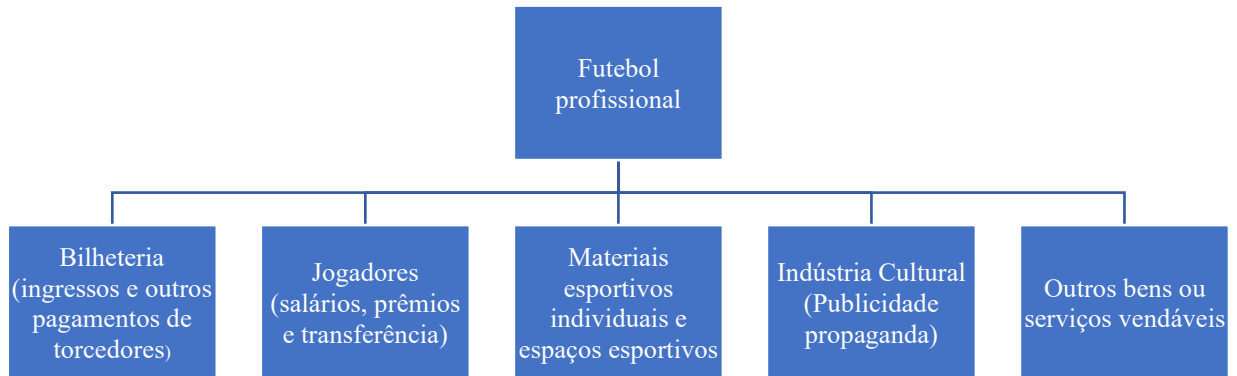 Futebol
profissional
Bilheteria
(ingressos e outros
pagamentos de
torcedores)
Jogadores
(salários, prêmios
e transferência)
Materiais
esportivos
individuais e
espaços esportivos
Indústria Cultural
(Publicidade
propaganda)
Outros bens ou
serviços vendáveis